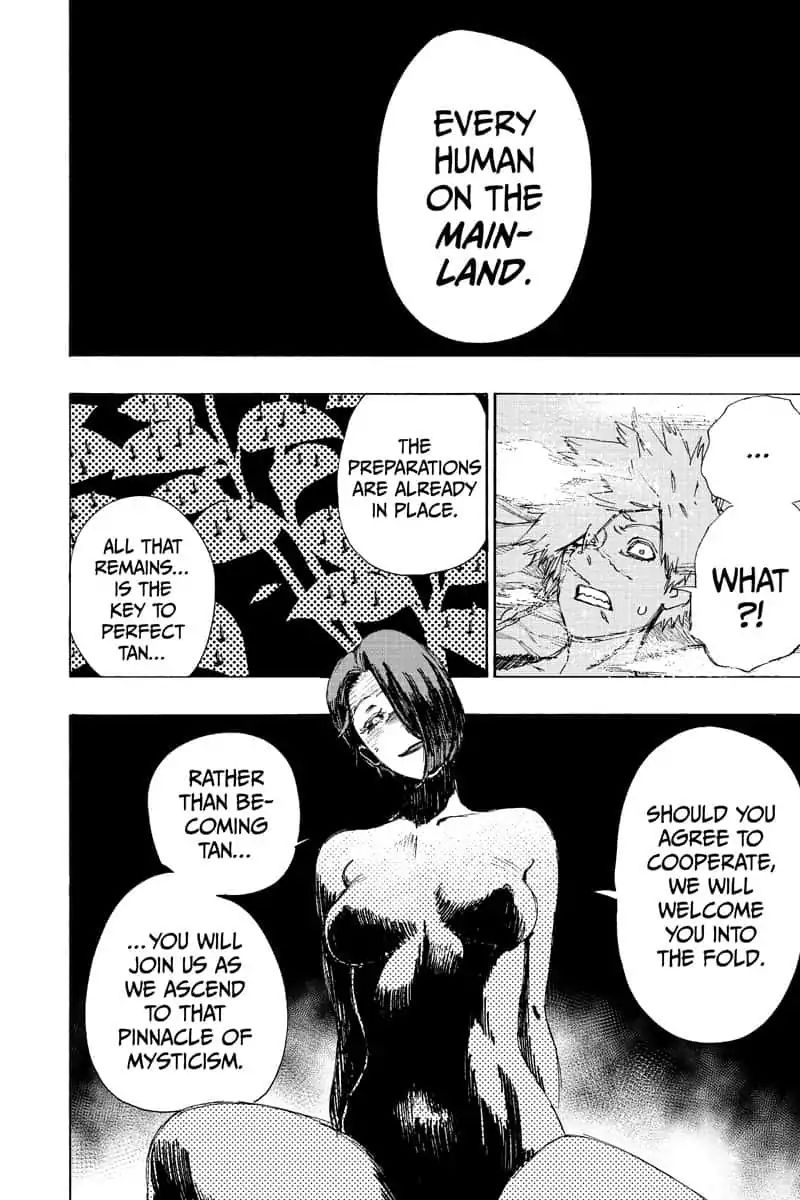 EVERY
HUMAN
ON THE
MAIN-
LAND.
...
WHAT
?!
THE
PREPARATIONS
ARE ALREADY
IN PLACE.
ALL THAT
REMAINS...
IS THE
KEY TO
PERFECT
TAN...
SHOULD YOU
AGREE TO
COOPERATE,
WE WILL
WELCOME
YOU INTO
THE FOLD.
RATHER
THAN BE-
COMING
TAN...
...YOU WILL
JOIN US AS
WE ASCEND
TO THAT
PINNACLE OF
MYSTICISM.